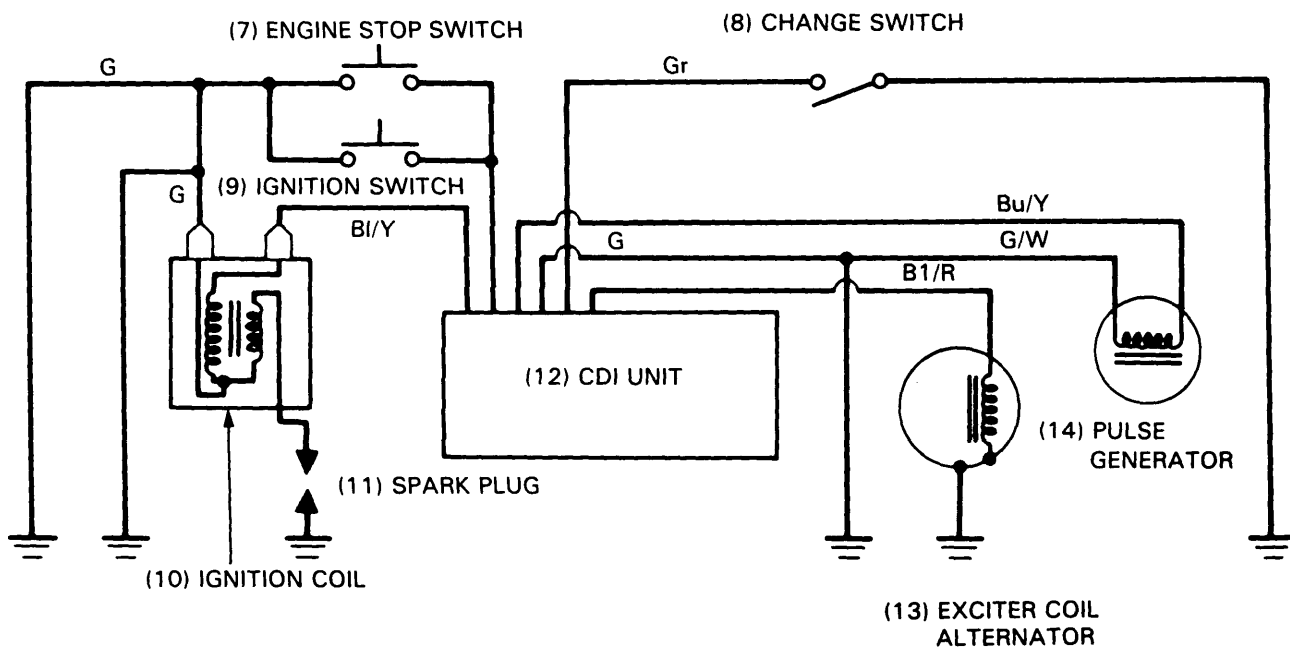 (7) ENGINE STOP SWITCH
(8) CHANGE SWITCH
G
Gr
(9) IGNITION SWITCH
G
Bl/Y
Bu/Y
G
G/W
B1/R
(12) CDI UNIT
(14) PULSE
GENERATOR
(11) SPARK PLUG
(10) IGNITION COIL
(13) EXCITER COIL
ALTERNATOR